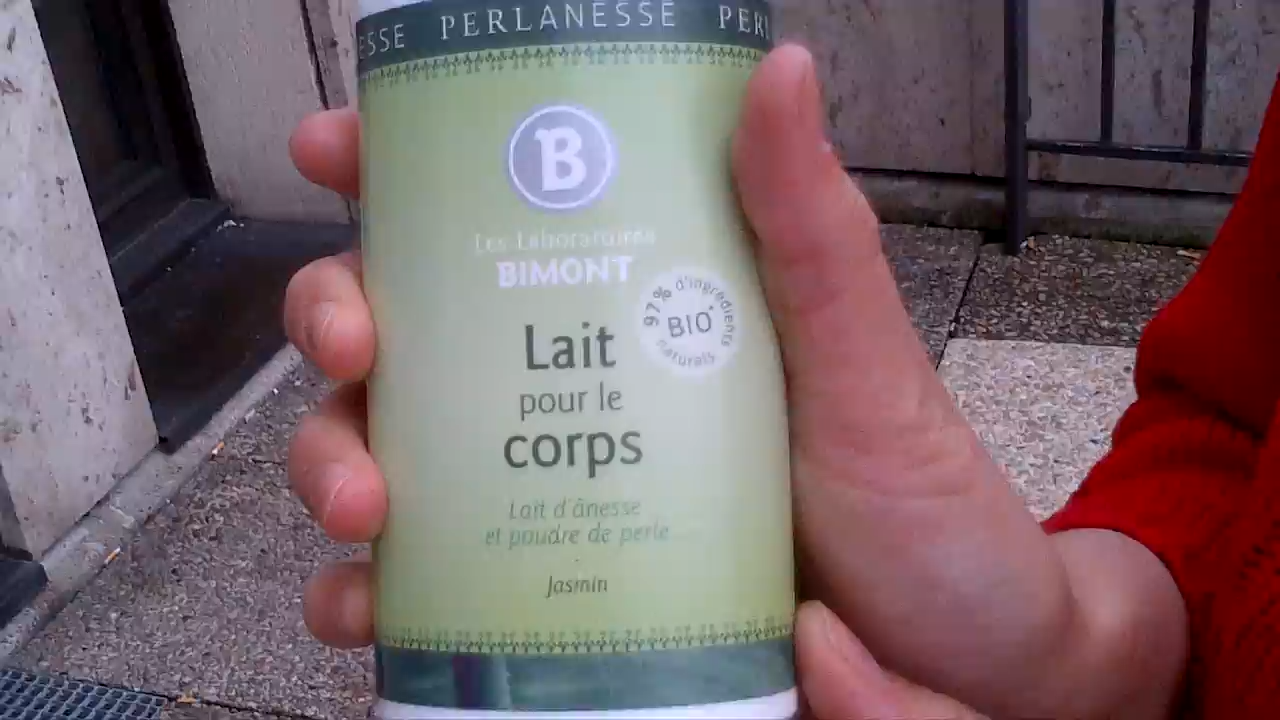 ESSE PERLANESSE PERL
B
Les Laboratoires
BIMONT
97% d'ingrédients
BIO*
naturels
Lait
pour le
corps
Lait d'ânesse
et poudre de perle
Jasmin